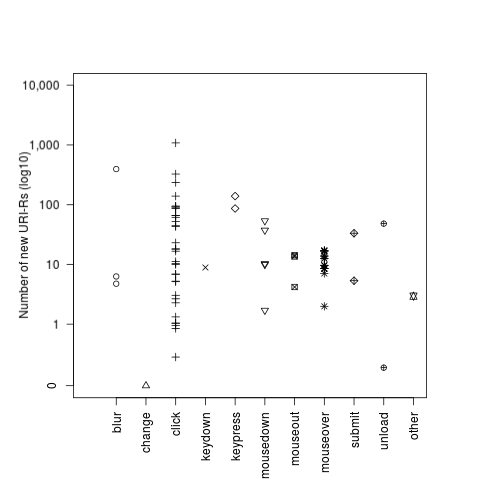 Number of new URI-Rs (log10)
10,000
1,000
100
10
1
0
blur
change
click
keydown
keypress
mousedown
mouseout
mouseover
submit
unload
other